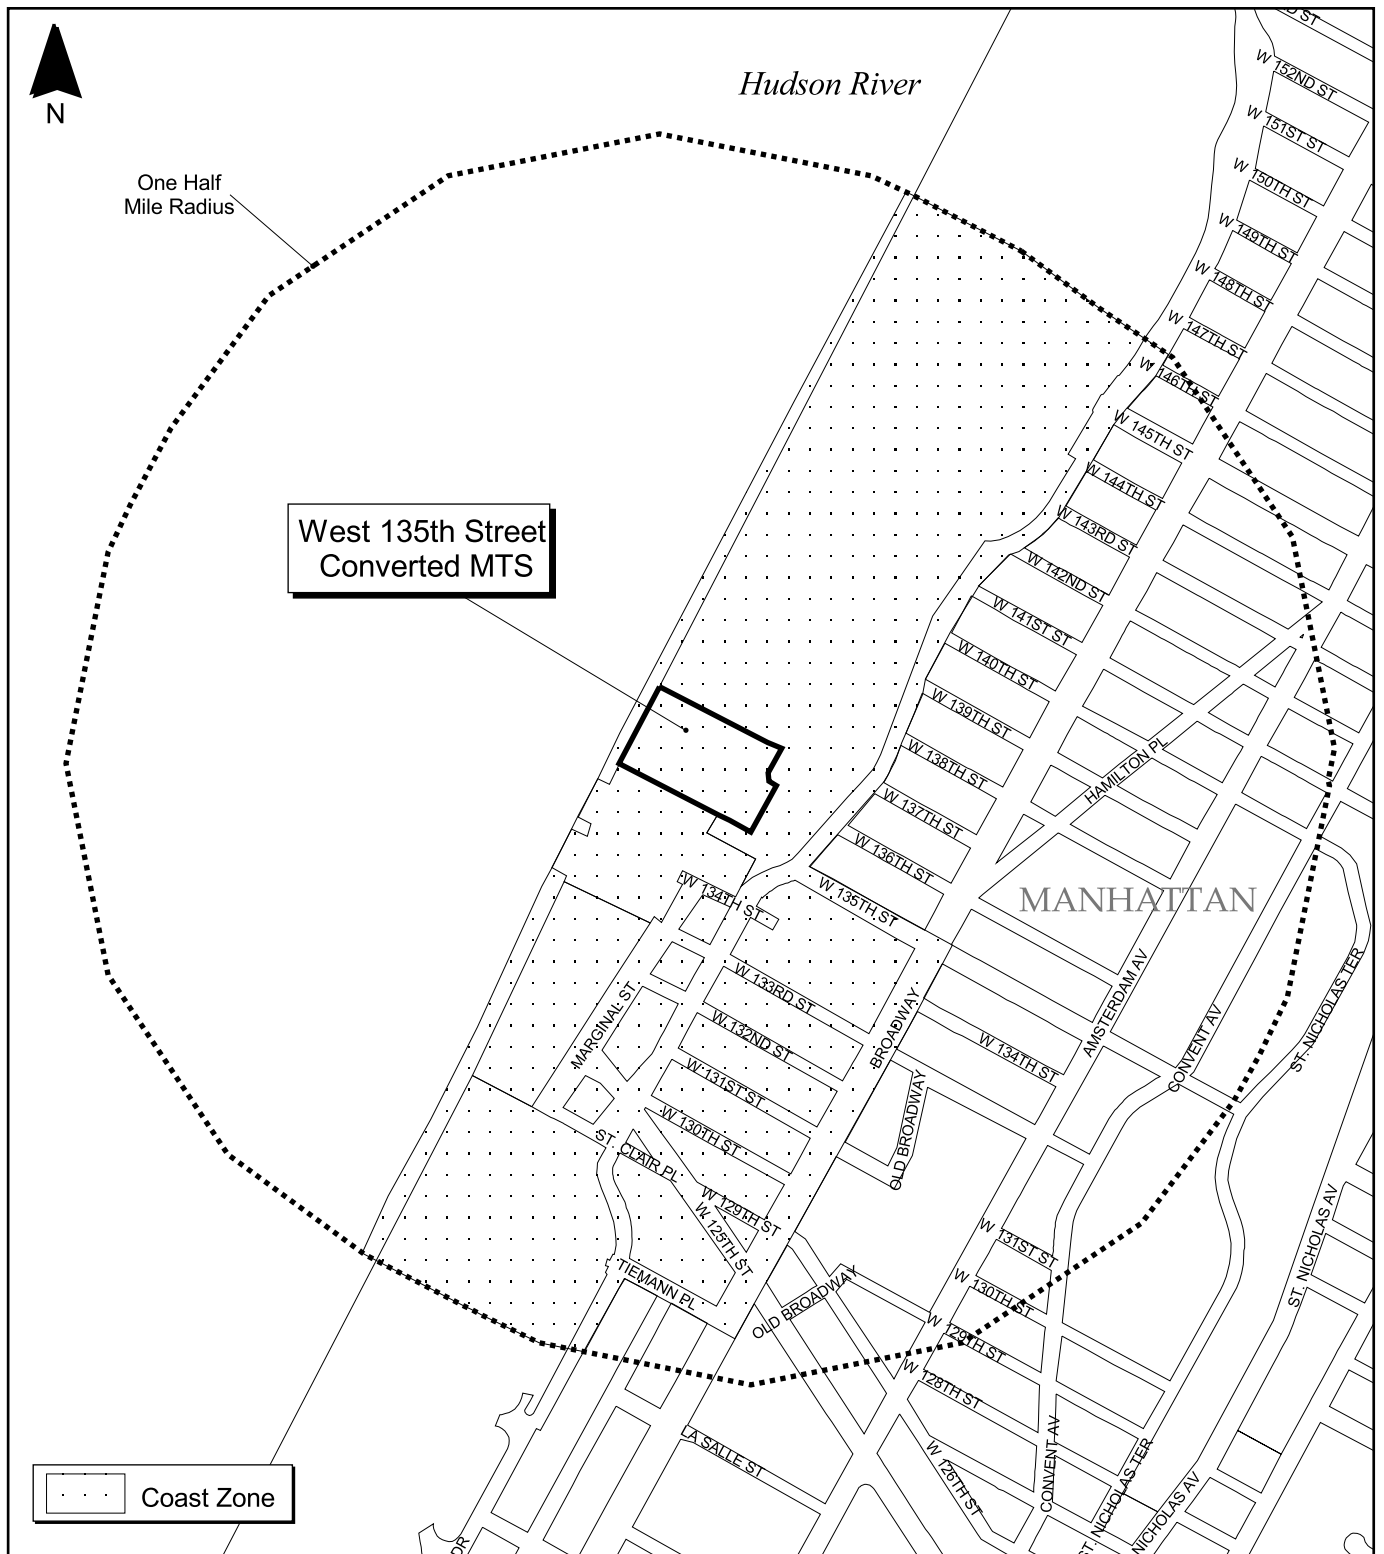 D ST
Hudson River
W 152ND ST
N
W 151ST ST
W 150TH ST
One Half
Mile Radius
W 149TH ST
W 148TH ST
W 147TH ST
W 146TH ST
W 145TH ST
W 144TH ST
West 135th Street
Converted MTS
W 143RD ST
W 142ND ST
W 141ST ST
W 140TH ST
W 139TH ST
W 138TH ST
HAMILTON PL
W 137TH ST
W 136TH ST
W 135TH ST
W 134TH ST
MANHATTAN
W 133RD ST
MARGINAL ST
BROADWAY
AMSTERDAM AV
CONVENT AV
ST. NICHOLAS TER
W 132ND ST
W 134TH ST
W 131ST ST
OLD BROADWAY
W 130TH ST
ST. CLAIR PL
W 129TH ST
W 125TH ST
W 131ST ST
ST. NICHOLAS AV
TIEMANN PL
OLD BROADWAY
W 130TH ST
W 129TH ST
W 128TH ST
LA SALLE ST
W 126TH ST
CONVENT AV
ST. NICHOLAS TER
NICHOLAS AV
DR
Coast Zone